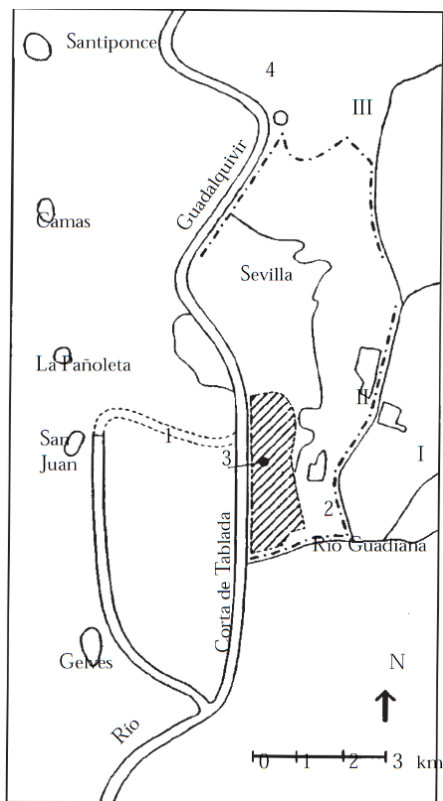 Santiponce
4
III
Guadalquivir
Camas
Sevilla
La Pañoleta
II
San
Juan
1
3
I
2
Río Guadiana
Corta de Tablada
Gelves
N
Río
0 1 2 3 km